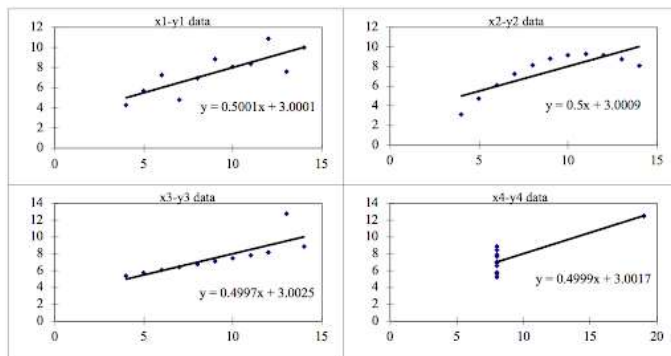 x1-y1 data
12
10
8
6
4
2
0
y = 0.5001x + 3.0001
0 5 10 15
x2-y2 data
14
12
10
8
6
4
2
0
y = 0.5x + 3.0009
0 5 10 15
x3-y3 data
14
12
10
8
6
4
2
0
y = 0.4997x + 3.0025
0 5 10 15
x4-y4 data
14
12
10
8
6
4
2
0
y = 0.4999x + 3.0017
0 5 10 15 20